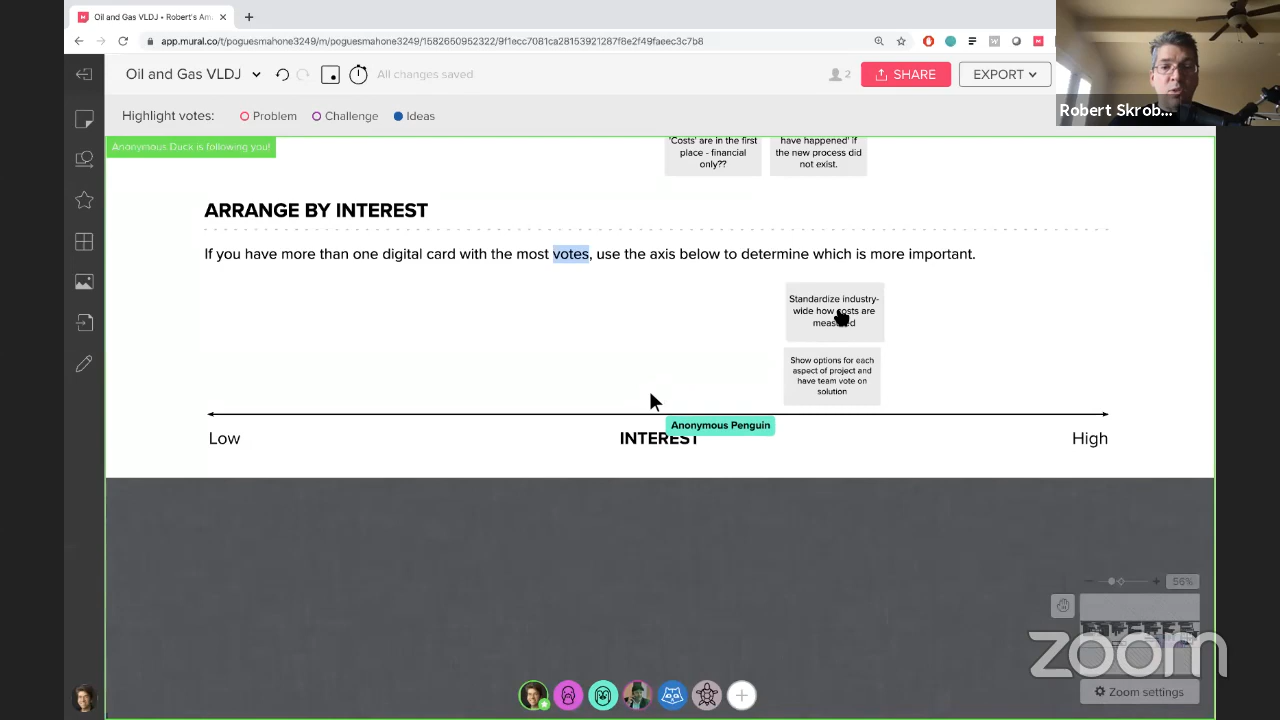 Oil and Gas VLDJ • Robert's Am
app.mural.co/t/poguesmahone3249/m/poguesmahone3249/1582650952322/9f1ecc7081ca28153921287f8e2f49faeec3c7b8
Oil and Gas VLDJ
All changes saved
2
SHARE
EXPORT
Robert Skrob...
Highlight votes:
Problem
Challenge
Ideas
Anonymous Duck is following you!
'Costs' are in the first
place - financial
only??
have happened' if
the new process did
not exist.
ARRANGE BY INTEREST
If you have more than one digital card with the most votes, use the axis below to determine which is more important.
Standardize industry-
wide how costs are
measured
Show options for each
aspect of project and
have team vote on
solution
Anonymous Penguin
Low
INTEREST
High
56%
zoom
Zoom settings